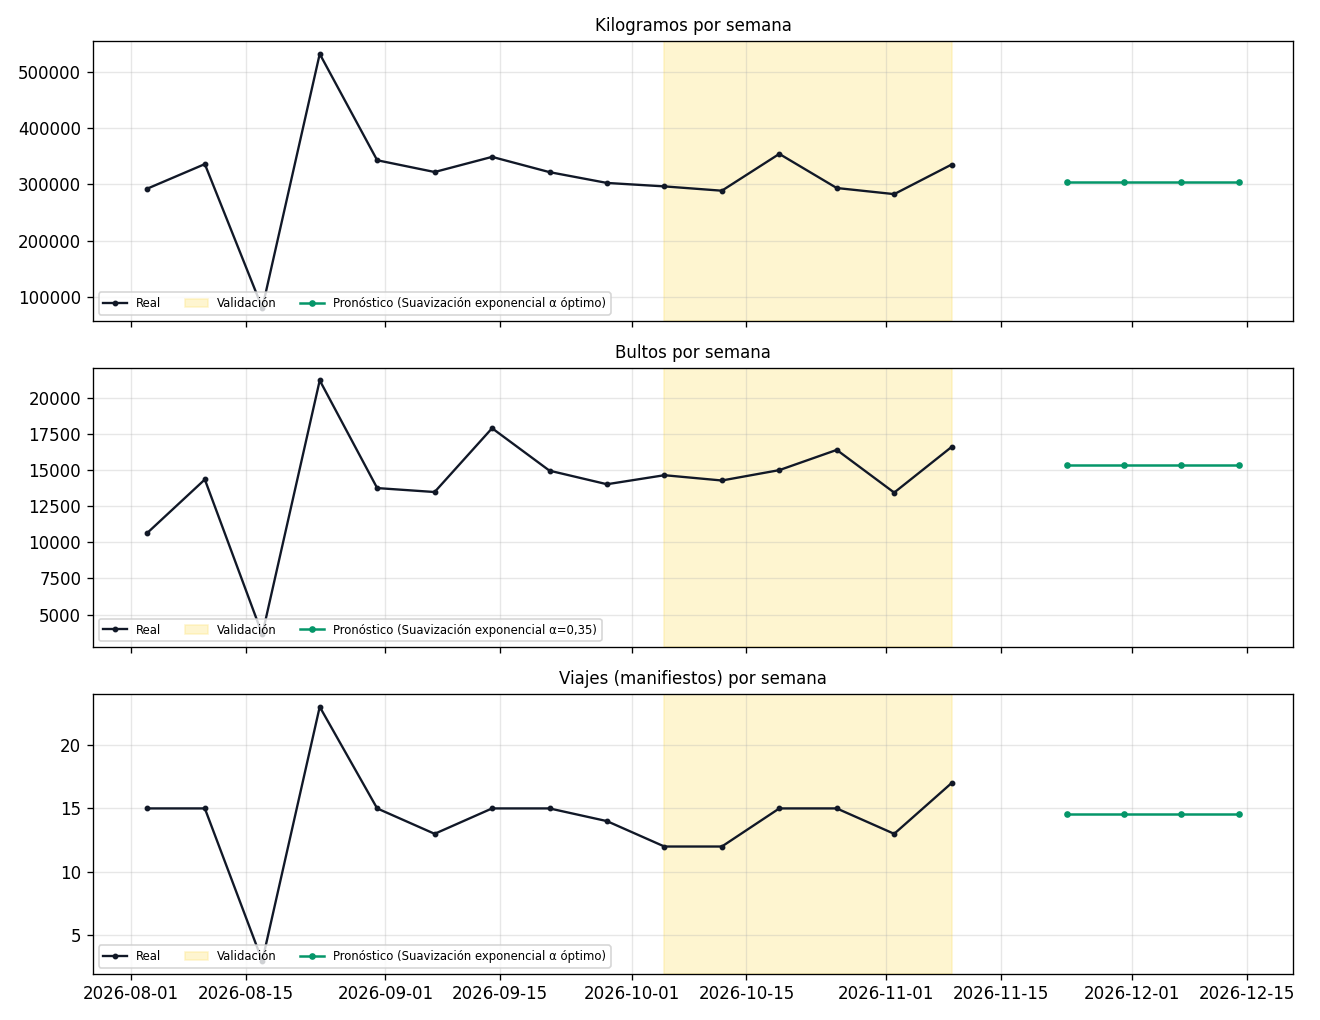 Kilogramos por semana
500000
400000
300000
200000
100000
Real Validación Pronóstico (Suavización exponencial α óptimo)
Bultos por semana
20000
17500
15000
12500
10000
7500
5000
Real Validación Pronóstico (Suavización exponencial α=0,35)
Viajes (manifiestos) por semana
20
15
10
5
Real Validación Pronóstico (Suavización exponencial α óptimo)
2026-08-01 2026-08-15 2026-09-01 2026-09-15 2026-10-01 2026-10-15 2026-11-01 2026-11-15 2026-12-01 2026-12-15